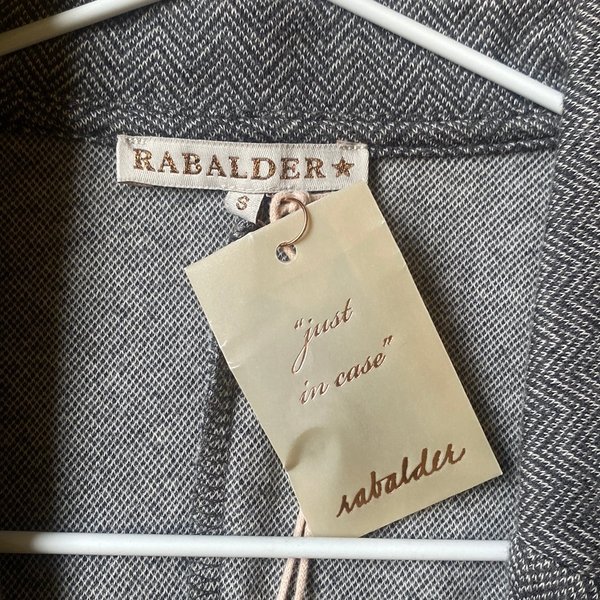 RABALDER★
S
"just
in case"
rabalder